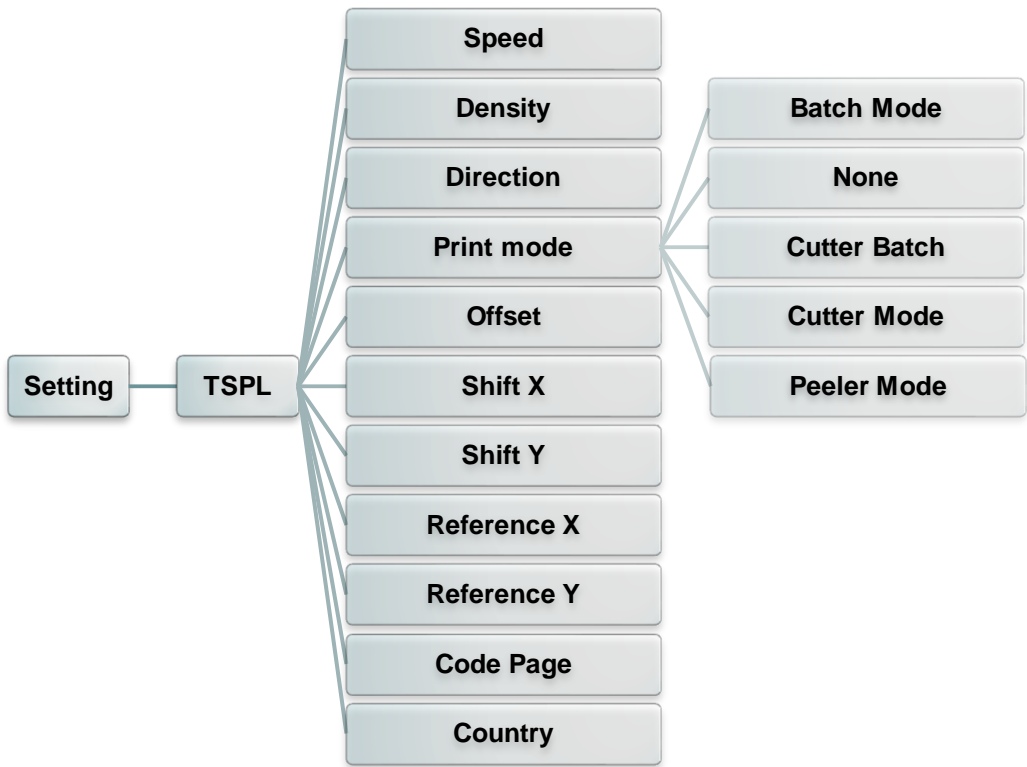 Setting
TSPL
Speed
Density
Direction
Print mode
Offset
Shift X
Shift Y
Reference X
Reference Y
Code Page
Country
Batch Mode
None
Cutter Batch
Cutter Mode
Peeler Mode